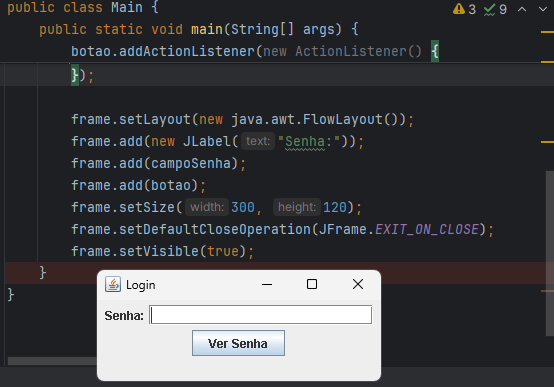 public class Main {
3 9
public static void main(String[] args) {
botao.addActionListener(new ActionListener() {
});
frame.setLayout(new java.awt.FlowLayout());
frame.add(new JLabel( text: "Senha:"));
frame.add(campoSenha);
frame.add(botao);
frame.setSize( width: 300, height: 120);
frame.setDefaultCloseOperation(JFrame.EXIT_ON_CLOSE);
frame.setVisible(true);
}
}
Login
Senha:
Ver Senha